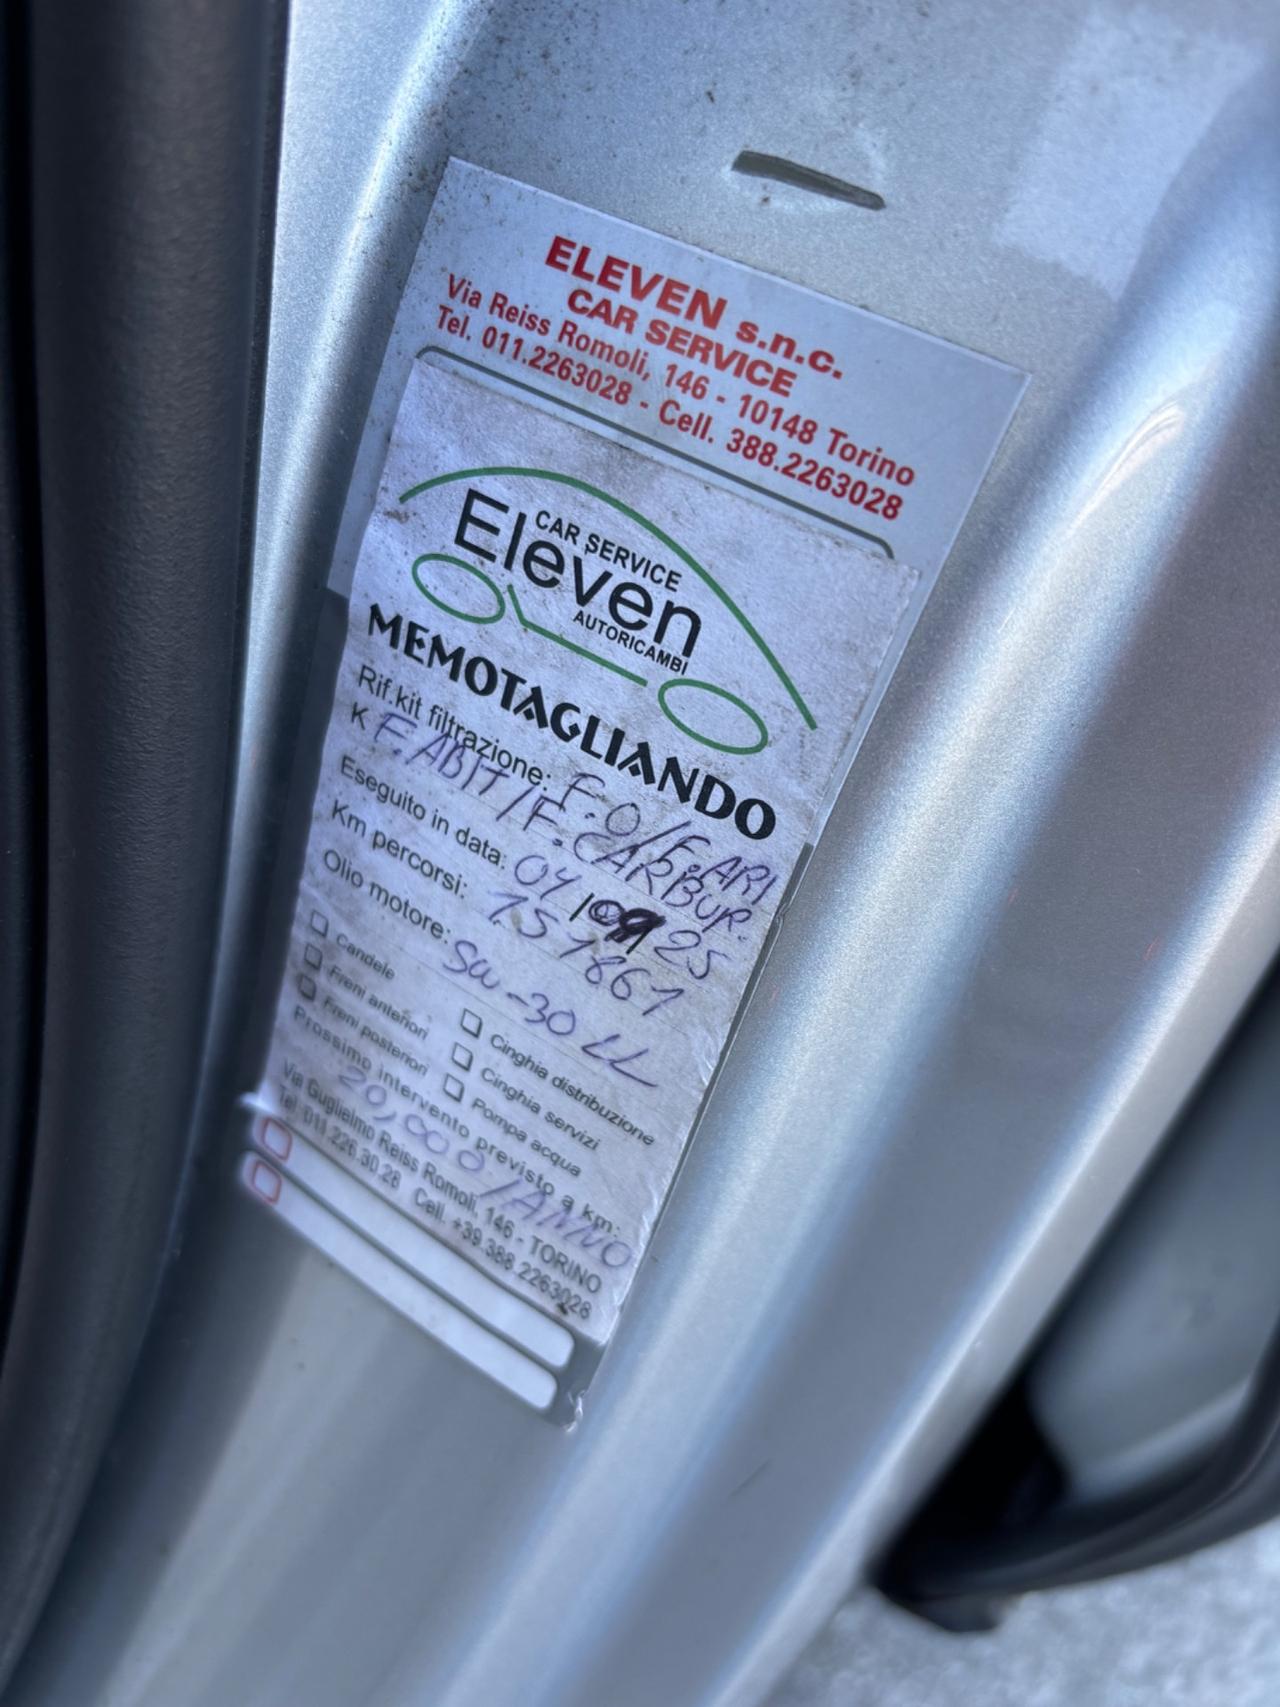 ELEVEN s.n.c.
CAR SERVICE
Via Reiss Romoli, 146 - 10148 Torino
Tel. 011.2263028 - Cell. 388.2263028
CAR SERVICE
Eleven
AUTORICAMBI
MEMOTAGLIANDO
Rif.kit filtrazione: F.O/F.ARIA
K F.ABIT/F.CARBUR.
Eseguito in data: 04/09/25
Km percorsi: 151861
Olio motore: 5w-30 LL
Candele
Freni anteriori
Freni posteriori
Cinghia distribuzione
Cinghia servizi
Pompa acqua
Prossimo intervento previsto a km:
20,000/ANNO
Via Guglielmo Reiss Romoli, 146 - TORINO
Tel. 011.226.30.28 Cell. +39.388.2263028